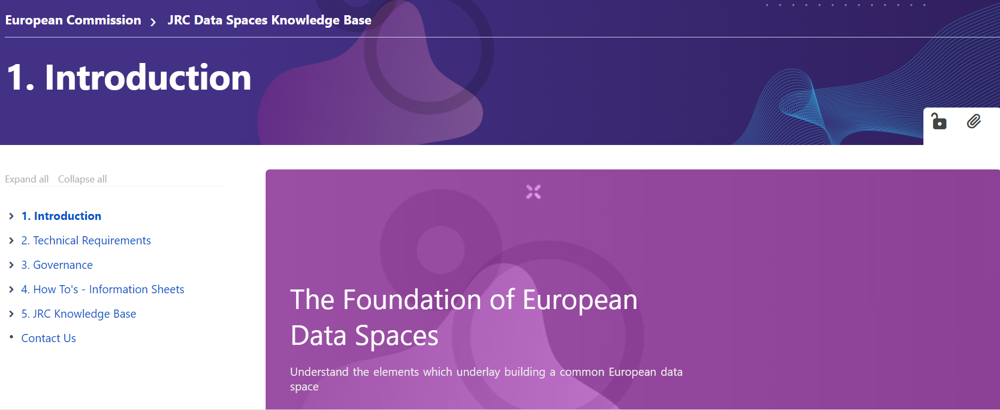 European Commission › JRC Data Spaces Knowledge Base
1. Introduction
Expand all Collapse all
1. Introduction
2. Technical Requirements
3. Governance
4. How To's - Information Sheets
5. JRC Knowledge Base
Contact Us
The Foundation of European
Data Spaces
Understand the elements which underlay building a common European data
space